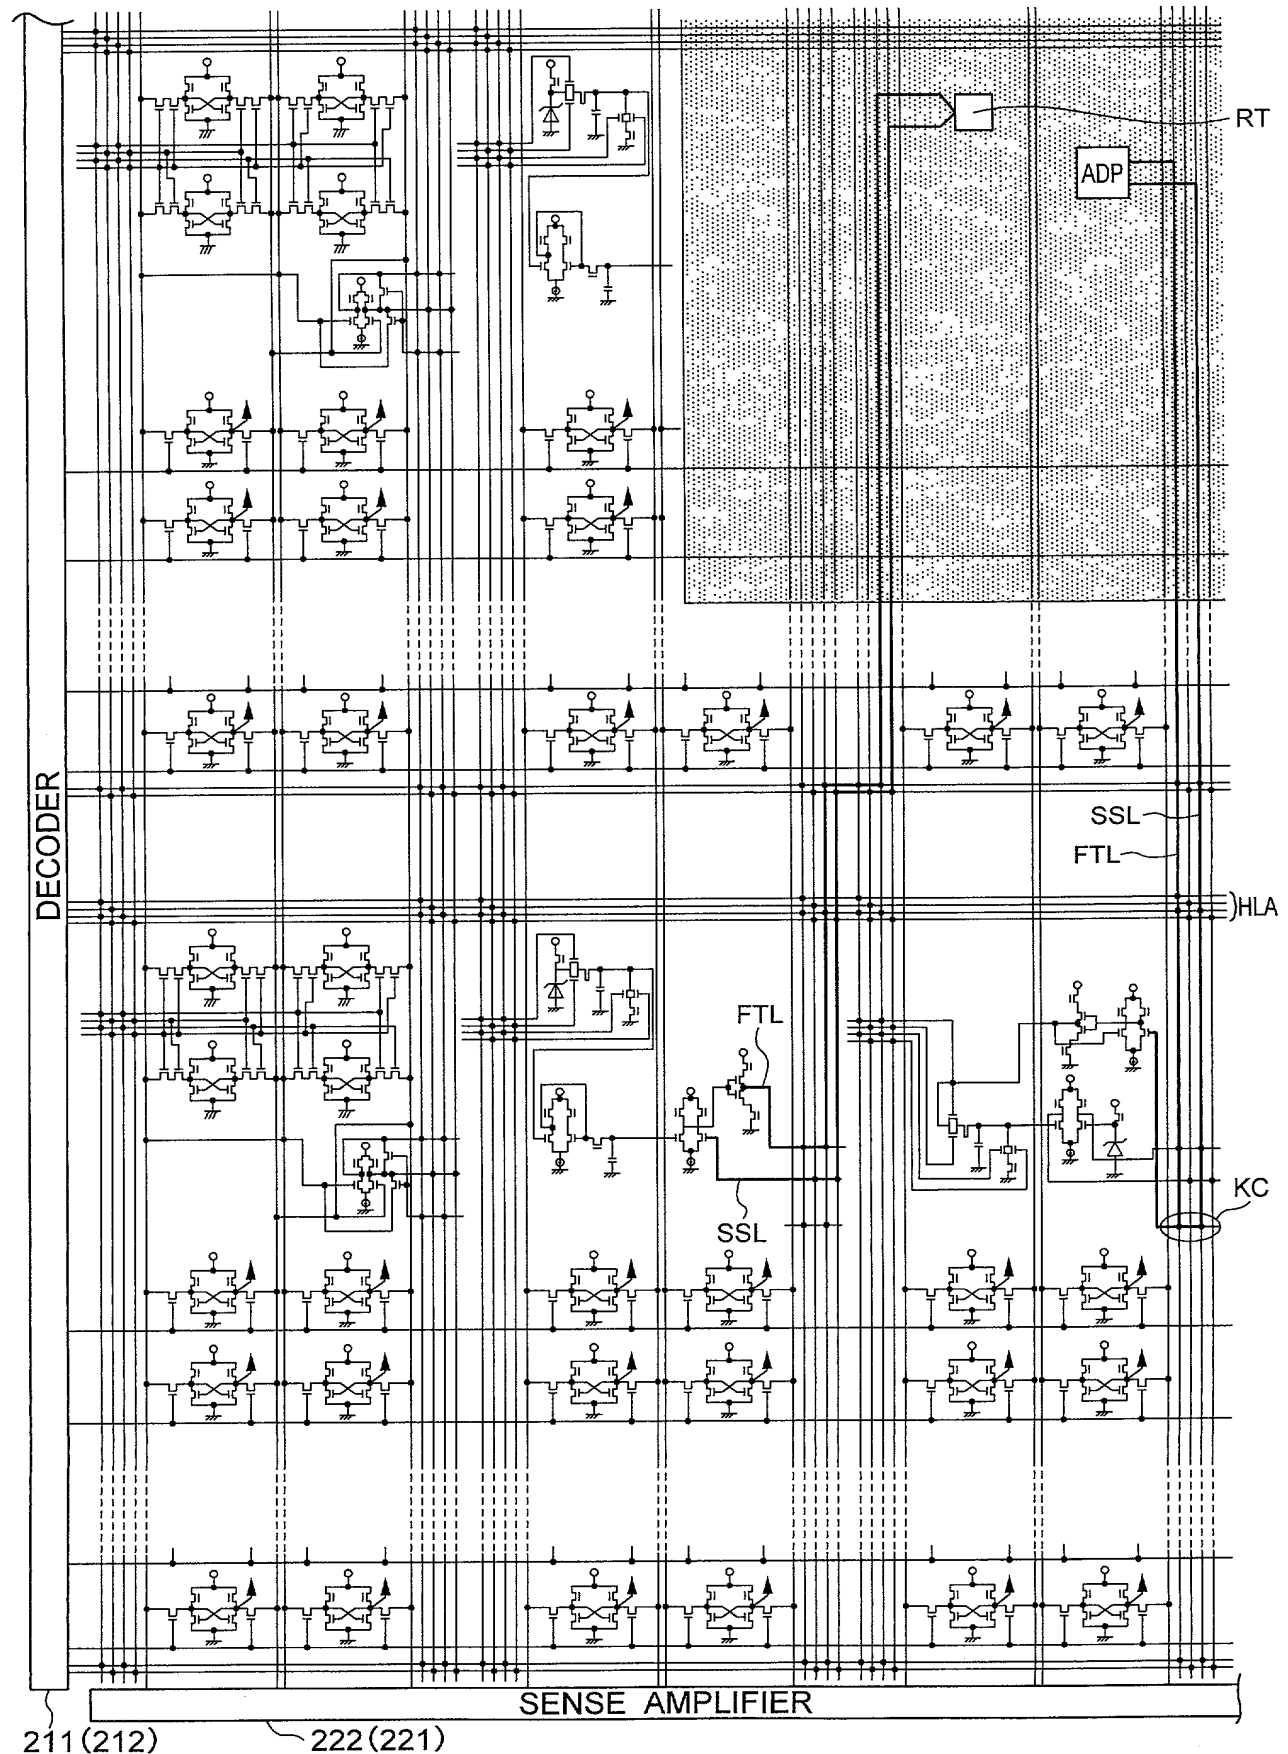 RT
ADP
DECODER
SSL
FTL
HLA
FTL
SSL
KC
SENSE AMPLIFIER
211(212)
222(221)